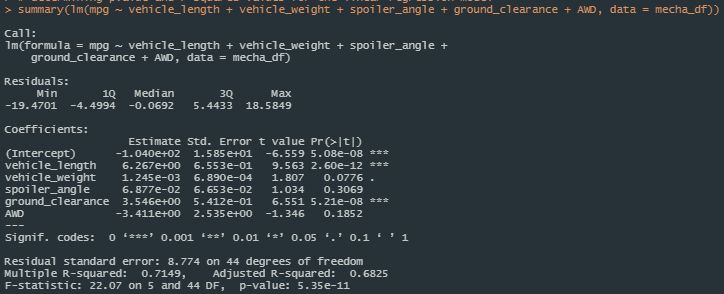 > summary(lm(mpg ~ vehicle_length + vehicle_weight + spoiler_angle + ground_clearance + AWD, data = mecha_df))
Call:
lm(formula = mpg ~ vehicle_length + vehicle_weight + spoiler_angle +
    ground_clearance + AWD, data = mecha_df)
Residuals:
     Min       1Q   Median       3Q      Max
-19.4701  -4.4994  -0.0692   5.4433  18.5849
Coefficients:
                   Estimate Std. Error t value Pr(>|t|)
(Intercept)      -1.040e+02  1.585e+01  -6.559 5.08e-08 ***
vehicle_length    6.267e+00  6.553e-01   9.563 2.60e-12 ***
vehicle_weight    1.245e-03  6.890e-04   1.807   0.0776 .
spoiler_angle     6.877e-02  6.653e-02   1.034   0.3069
ground_clearance  3.546e+00  5.412e-01   6.551 5.21e-08 ***
AWD              -3.411e+00  2.535e+00  -1.346   0.1852
---
Signif. codes:  0 ‘***’ 0.001 ‘**’ 0.01 ‘*’ 0.05 ‘.’ 0.1 ‘ ’ 1
Residual standard error: 8.774 on 44 degrees of freedom
Multiple R-squared:  0.7149,    Adjusted R-squared:  0.6825
F-statistic: 22.07 on 5 and 44 DF,  p-value: 5.35e-11